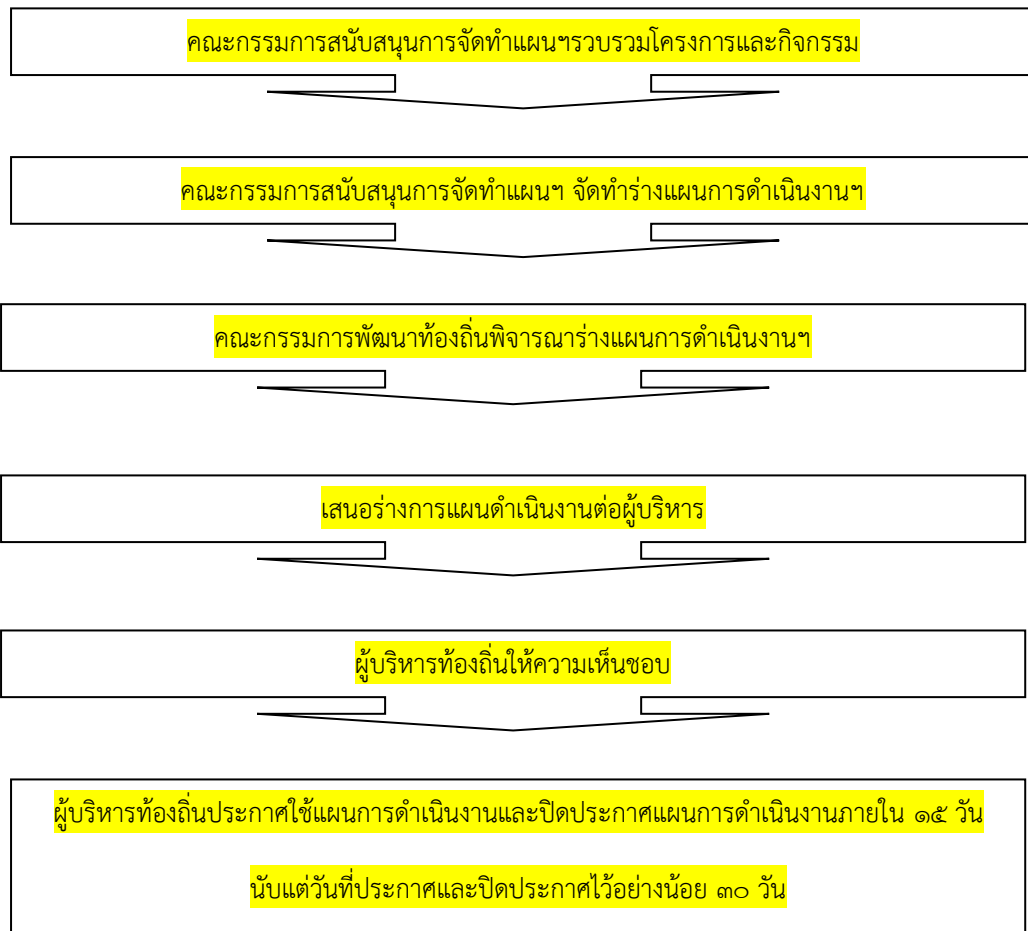 คณะกรรมการสนับสนุนการจัดทำแผนฯรวบรวมโครงการและกิจกรรม
คณะกรรมการสนับสนุนการจัดทำแผนฯ จัดทำร่างแผนการดำเนินงานฯ
คณะกรรมการพัฒนาท้องถิ่นพิจารณาร่างแผนการดำเนินงานฯ
เสนอร่างการแผนดำเนินงานต่อผู้บริหาร
ผู้บริหารท้องถิ่นให้ความเห็นชอบ
ผู้บริหารท้องถิ่นประกาศใช้แผนการดำเนินงานและปิดประกาศแผนการดำเนินงานภายใน ๑๕ วัน
นับแต่วันที่ประกาศและปิดประกาศไว้อย่างน้อย ๓๐ วัน